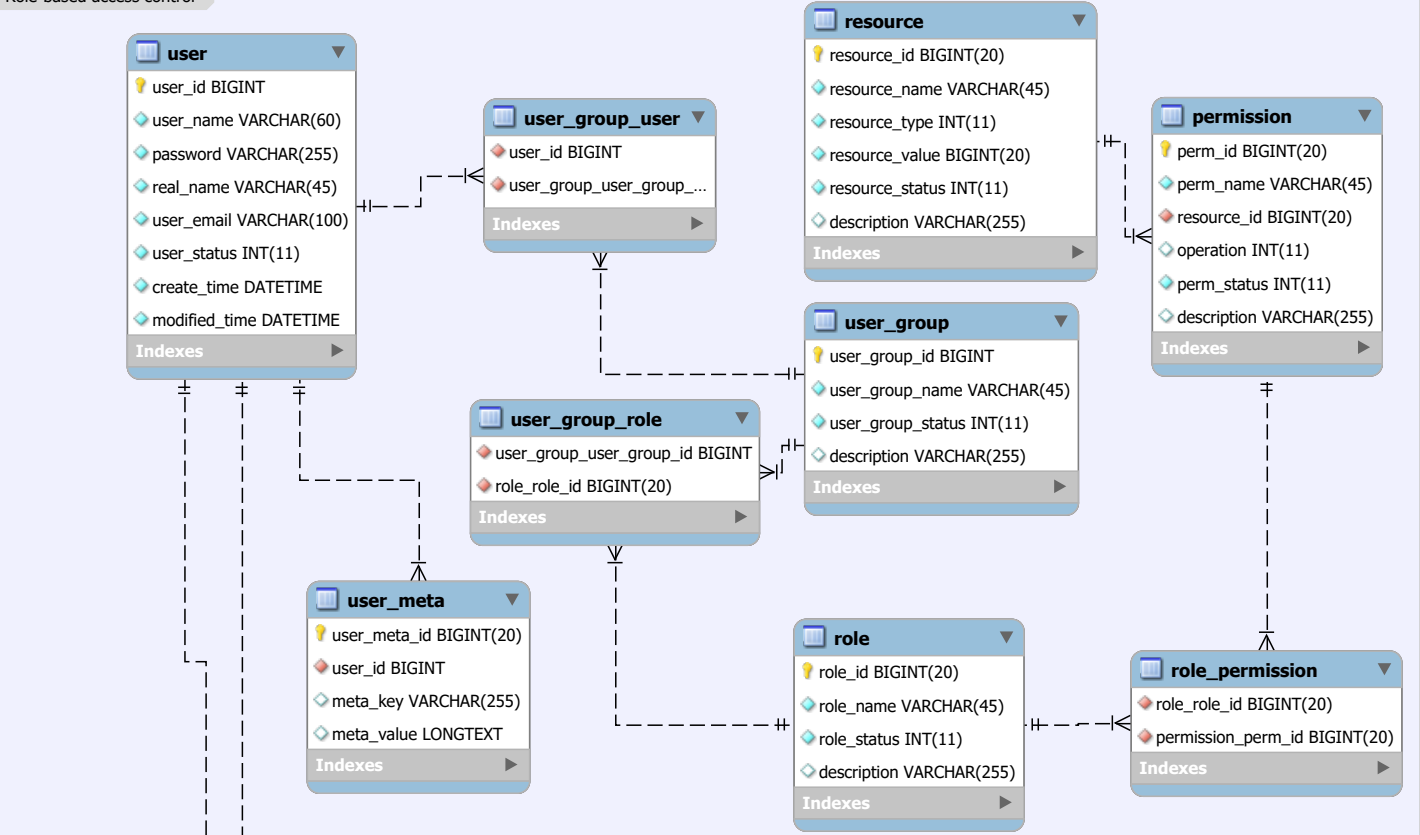 Role-based access control
user
user_id BIGINT
user_name VARCHAR(60)
password VARCHAR(255)
real_name VARCHAR(45)
user_email VARCHAR(100)
user_status INT(11)
create_time DATETIME
modified_time DATETIME
Indexes
user_group_user
user_id BIGINT
user_group_user_group_...
Indexes
resource
resource_id BIGINT(20)
resource_name VARCHAR(45)
resource_type INT(11)
resource_value BIGINT(20)
resource_status INT(11)
description VARCHAR(255)
Indexes
permission
perm_id BIGINT(20)
perm_name VARCHAR(45)
resource_id BIGINT(20)
operation INT(11)
perm_status INT(11)
description VARCHAR(255)
Indexes
user_group
user_group_id BIGINT
user_group_name VARCHAR(45)
user_group_status INT(11)
description VARCHAR(255)
Indexes
user_group_role
user_group_user_group_id BIGINT
role_role_id BIGINT(20)
Indexes
user_meta
user_meta_id BIGINT(20)
user_id BIGINT
meta_key VARCHAR(255)
meta_value LONGTEXT
Indexes
role
role_id BIGINT(20)
role_name VARCHAR(45)
role_status INT(11)
description VARCHAR(255)
Indexes
role_permission
role_role_id BIGINT(20)
permission_perm_id BIGINT(20)
Indexes